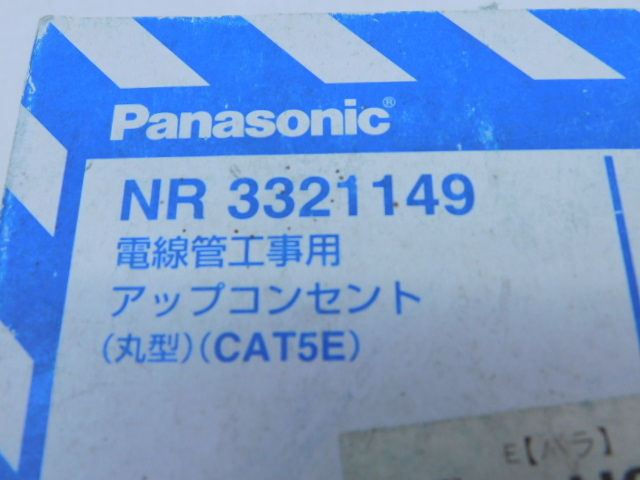 Panasonic®
NR 3321149
電線管工事用
アップコンセント
(丸型)(CAT5E)
E【バラ】